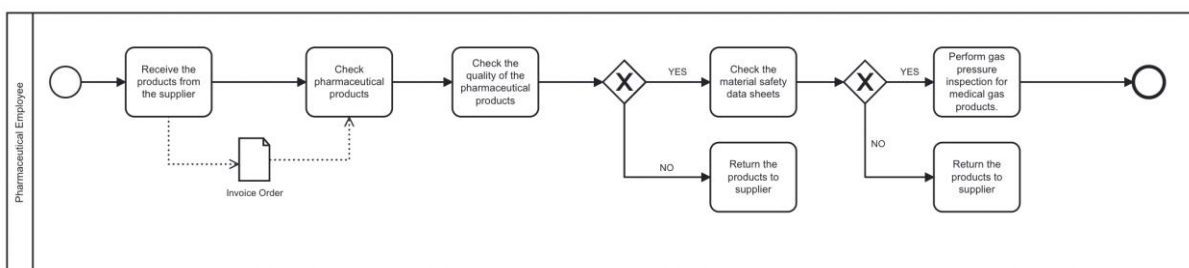 Pharmaceutical Employee
Receive the
products from
the supplier
Invoice Order
Check
pharmaceutical
products
Check the
quality of the
pharmaceutical
products
X
YES
NO
Check the
material safety
data sheets
Return the
products to
supplier
X
YES
NO
Perform gas
pressure
inspection for
medical gas
products.
Return the
products to
supplier